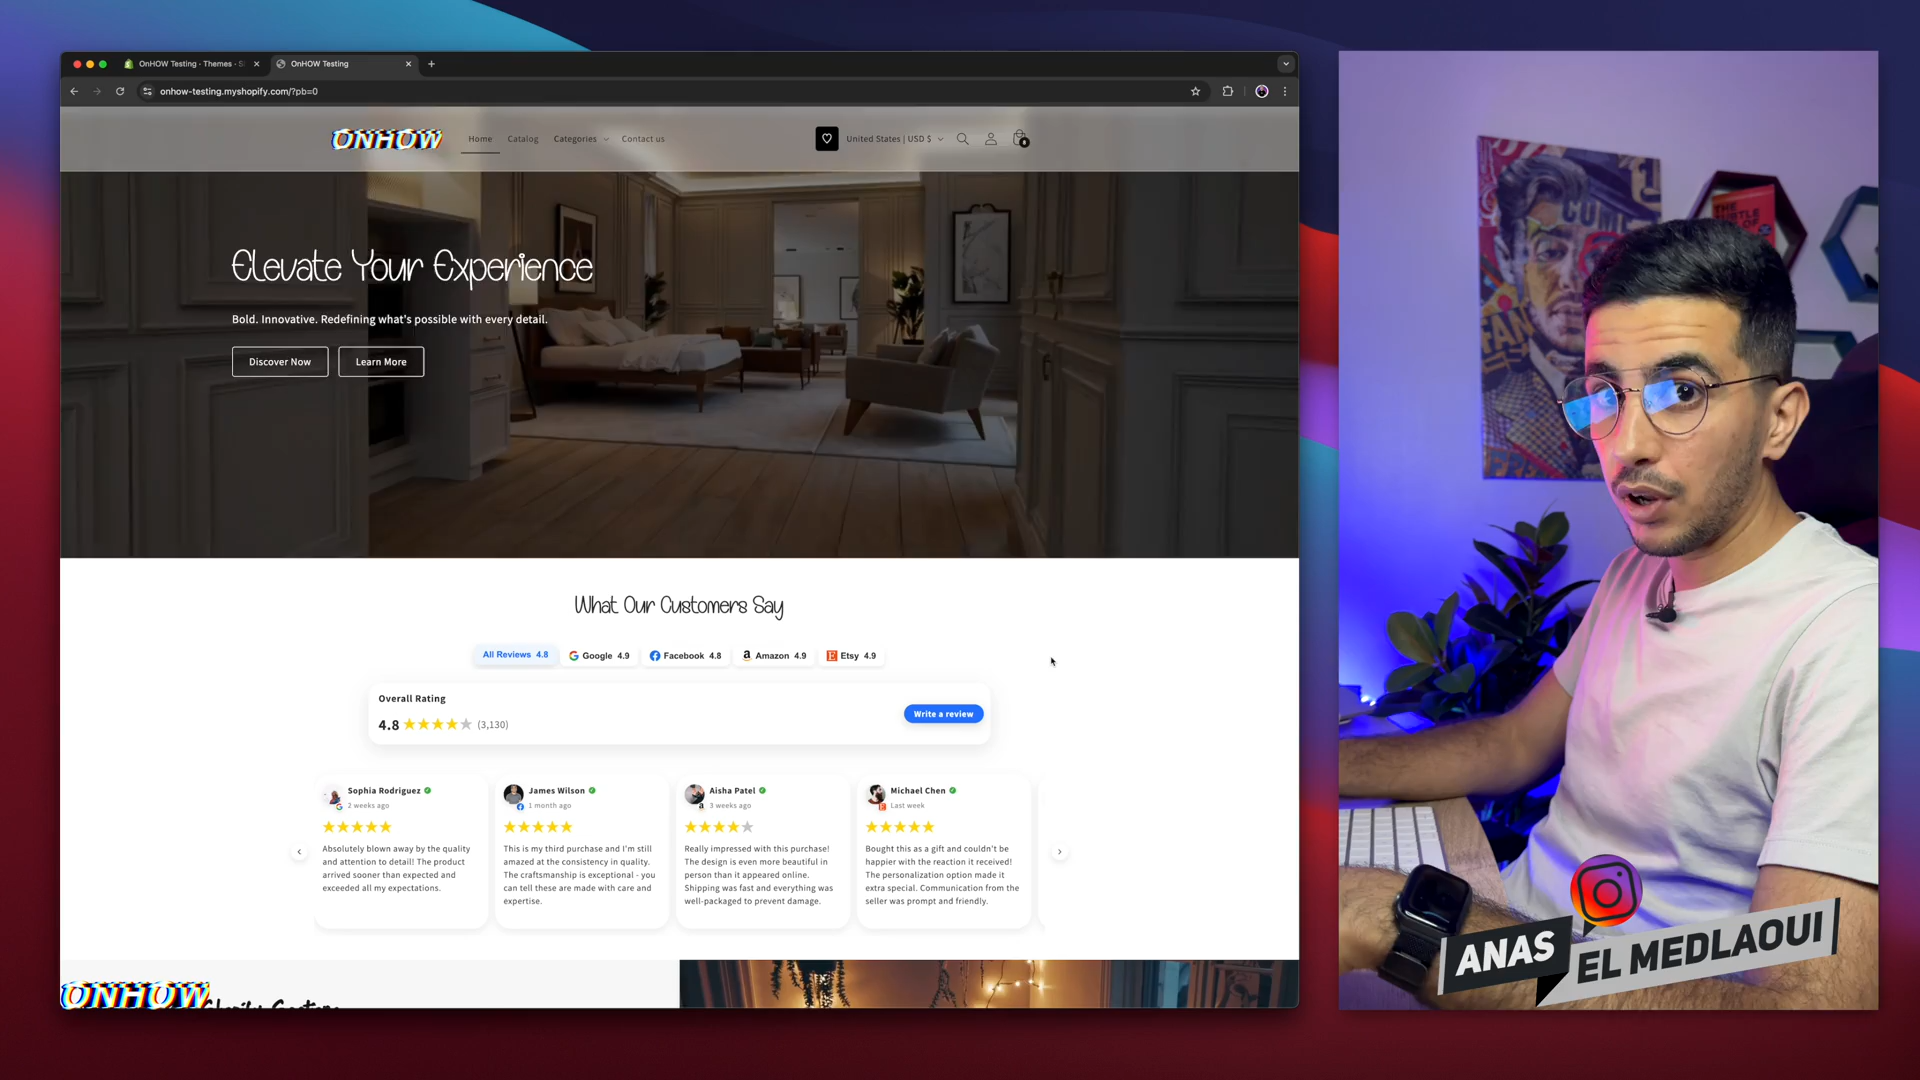 OnHOW Testing · Themes · S
OnHOW Testing
onhow-testing.myshopify.com/?pb=0
ONHOW
Home
Catalog
Categories
Contact us
United States | USD $
0
Elevate Your Experience
Bold. Innovative. Redefining what's possible with every detail.
Discover Now
Learn More
What Our Customers Say
All Reviews 4.8
Google 4.9
Facebook 4.8
Amazon 4.9
Etsy 4.9
Overall Rating
4.8
(3,130)
Write a review
Sophia Rodriguez
2 weeks ago
Absolutely blown away by the quality
and attention to detail! The product
arrived sooner than expected and
exceeded all my expectations.
James Wilson
1 month ago
This is my third purchase and I'm still
amazed at the consistency in quality.
The craftsmanship is exceptional - you
can tell these are made with care and
expertise.
Aisha Patel
3 weeks ago
Really impressed with this purchase!
The design is even more beautiful in
person than it appeared online.
Shipping was fast and everything was
well-packaged to prevent damage.
Michael Chen
Last week
Bought this as a gift and couldn't be
happier with the reaction it received!
The personalization option made it
extra special. Communication from the
seller was prompt and friendly.
ONHOW
THE
SUBTLE
ANAS
EL MEDLAOUI